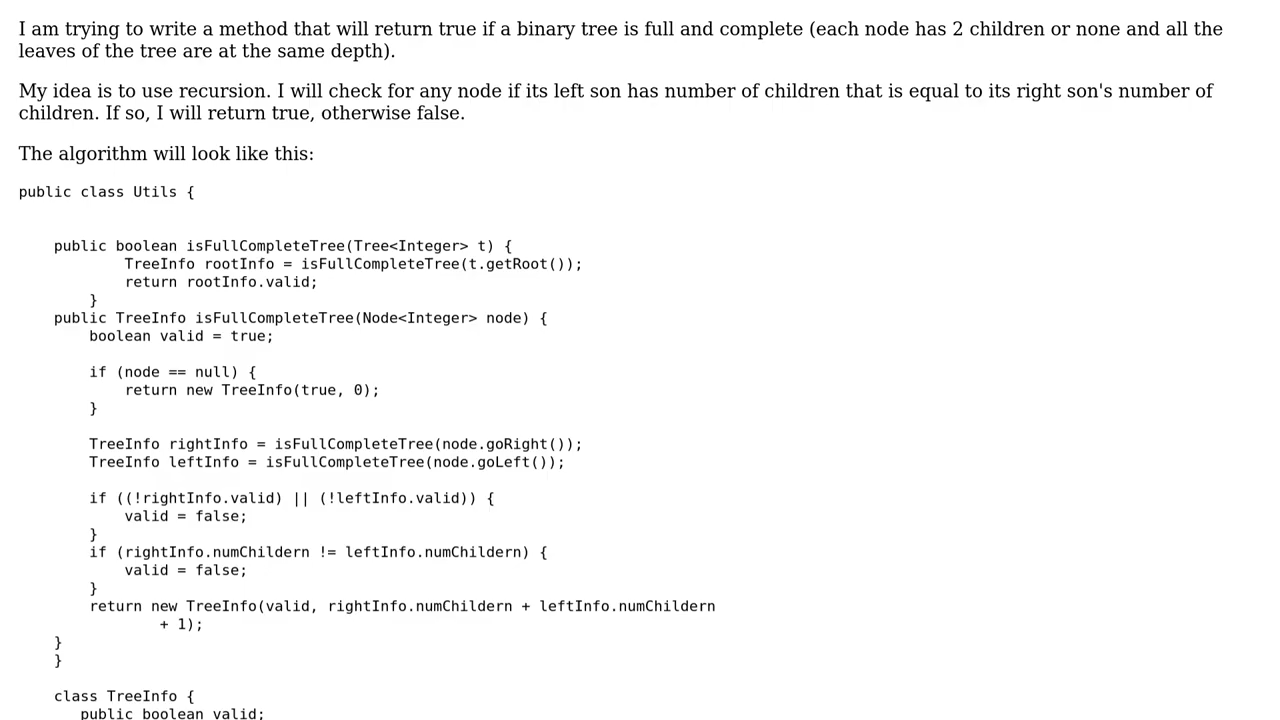 I am trying to write a method that will return true if a binary tree is full and complete (each node has 2 children or none and all the
leaves of the tree are at the same depth).
My idea is to use recursion. I will check for any node if its left son has number of children that is equal to its right son's number of
children. If so, I will return true, otherwise false.
The algorithm will look like this:
public class Utils {
    public boolean isFullCompleteTree(Tree<Integer> t) {
            TreeInfo rootInfo = isFullCompleteTree(t.getRoot());
            return rootInfo.valid;
        }
    public TreeInfo isFullCompleteTree(Node<Integer> node) {
        boolean valid = true;
        if (node == null) {
            return new TreeInfo(true, 0);
        }
        TreeInfo rightInfo = isFullCompleteTree(node.goRight());
        TreeInfo leftInfo = isFullCompleteTree(node.goLeft());
        if ((!rightInfo.valid) || (!leftInfo.valid)) {
            valid = false;
        }
        if (rightInfo.numChildern != leftInfo.numChildern) {
            valid = false;
        }
        return new TreeInfo(valid, rightInfo.numChildern + leftInfo.numChildern
                + 1);
    }
    }
    class TreeInfo {
       public boolean valid;